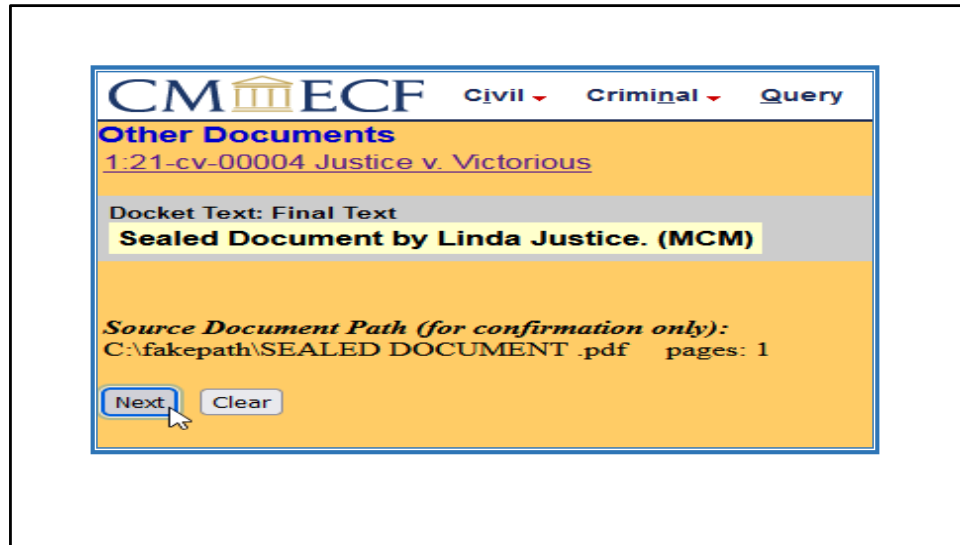 CM ECF Civil Criminal Query
Other Documents
1:21-cv-00004 Justice v. Victorious
Docket Text: Final Text
Sealed Document by Linda Justice. (MCM)
Source Document Path (for confirmation only):
C:\fakepath\SEALED DOCUMENT .pdf pages: 1
Next Clear